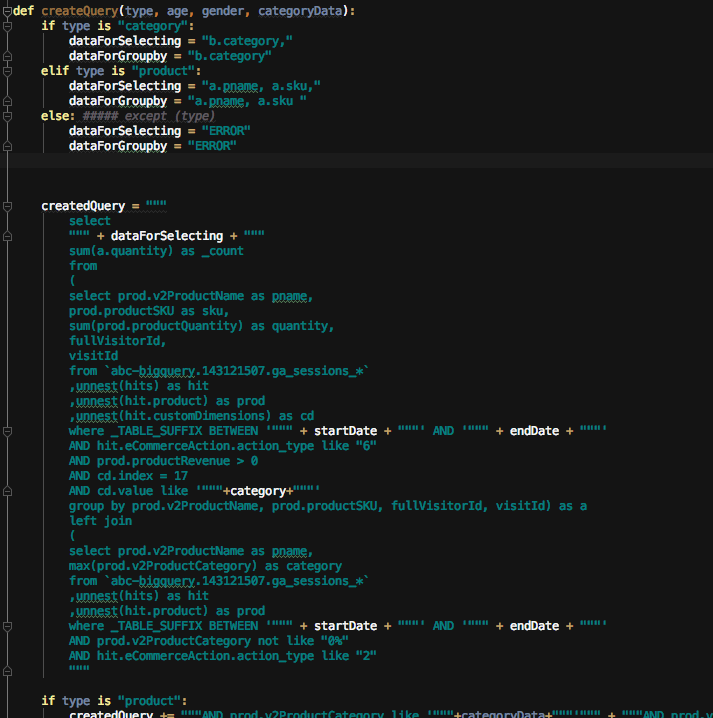 def createQuery(type, age, gender, categoryData):
if type is "category":
dataForSelecting = "b.category,"
dataForGroupby = "b.category"
elif type is "product":
dataForSelecting = "a.pname, a.sku,"
dataForGroupby = "a.pname, a.sku "
else: ##### except (type)
dataForSelecting = "ERROR"
dataForGroupby = "ERROR"
createdQuery = """
select
""" + dataForSelecting + """
sum(a.quantity) as _count
from
(
select prod.v2ProductName as pname,
prod.productSKU as sku,
sum(prod.productQuantity) as quantity,
fullVisitorId,
visitId
from `abc-bigquery.143121507.ga_sessions_*`
,unnest(hits) as hit
,unnest(hit.product) as prod
,unnest(hit.customDimensions) as cd
where _TABLE_SUFFIX BETWEEN '""" + startDate + """' AND '""" + endDate + """'
AND hit.eCommerceAction.action_type like "6"
AND prod.productRevenue > 0
AND cd.index = 17
AND cd.value like '"""+category+"""'
group by prod.v2ProductName, prod.productSKU, fullVisitorId, visitId) as a
left join
(
select prod.v2ProductName as pname,
max(prod.v2ProductCategory) as category
from `abc-bigquery.143121507.ga_sessions_*`
,unnest(hits) as hit
,unnest(hit.product) as prod
where _TABLE_SUFFIX BETWEEN '""" + startDate + """' AND '""" + endDate + """'
AND prod.v2ProductCategory not like "0%"
AND hit.eCommerceAction.action_type like "2"
"""
if type is "product":
createdQuery += """AND prod.v2ProductCategory like '"""+categoryData+"""'""" + """AND prod.v